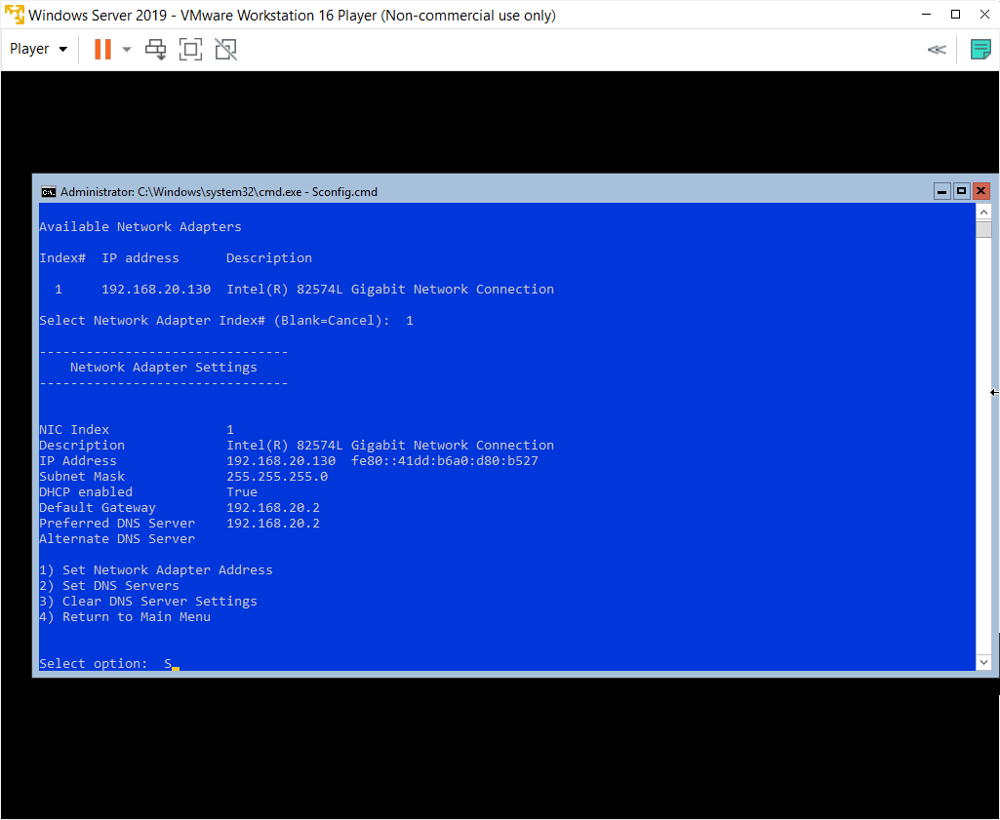 Windows Server 2019 - VMware Workstation 16 Player (Non-commercial use only)
Player
Administrator: C:\Windows\system32\cmd.exe - Sconfig.cmd
Available Network Adapters
Index#  IP address      Description
1     192.168.20.130  Intel(R) 82574L Gigabit Network Connection
Select Network Adapter Index# (Blank=Cancel):  1
--------------------------------
Network Adapter Settings
--------------------------------
NIC Index               1
Description             Intel(R) 82574L Gigabit Network Connection
IP Address              192.168.20.130  fe80::41dd:b6a0:d80:b527
Subnet Mask             255.255.255.0
DHCP enabled            True
Default Gateway         192.168.20.2
Preferred DNS Server    192.168.20.2
Alternate DNS Server
1) Set Network Adapter Address
2) Set DNS Servers
3) Clear DNS Server Settings
4) Return to Main Menu
Select option:  S